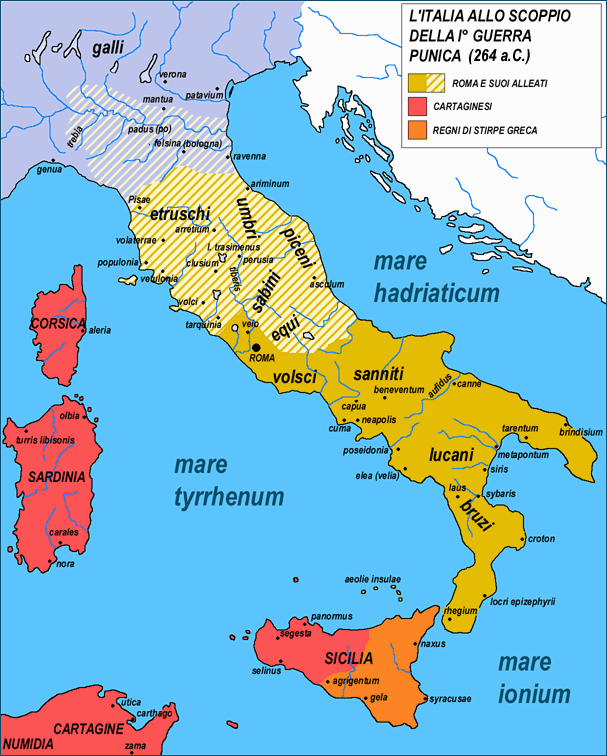 L'ITALIA ALLO SCOPPIO
DELLA I° GUERRA
PUNICA (264 a.C.)
ROMA E SUOI ALLEATI
CARTAGINESI
REGNI DI STIRPE GRECA
galli
verona
patavium
mantua
trebia
padus (po)
felsina (bologna)
ravenna
genua
ariminum
Pisae
etruschi
umbri
arretium
piceni
volaterrae
l. trasimenus
mare
hadriaticum
populonia
clusium
perusia
vetulonia
tiberis
sabini
asculum
volci
CORSICA
aleria
tarquinia
veio
equi
ROMA
volsci
sanniti
beneventum
aufidus
canne
olbia
capua
cuma
neapolis
tarentum
brindisium
turris libisonis
poseidonia
lucani
metapontum
mare
tyrrhenum
SARDINIA
elea (velia)
siris
laus
sybaris
bruzi
carales
croton
nora
aeolie insulae
locri epizephyrii
panormus
rhegium
segesta
naxus
SICILIA
selinus
mare
ionium
agrigentum
gela
syracusae
utica
carthago
CARTAGINE
NUMIDIA
zama